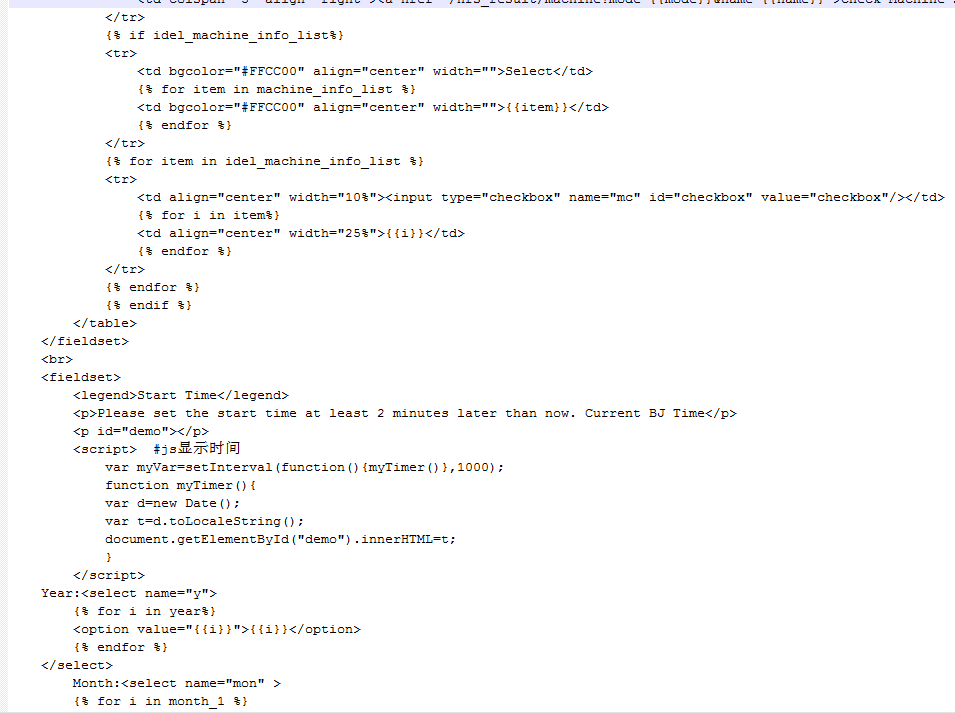 </tr>
{% if idel_machine_info_list%}
<tr>
<td bgcolor="#FFCC00" align="center" width="">Select</td>
{% for item in machine_info_list %}
<td bgcolor="#FFCC00" align="center" width="">{{item}}</td>
{% endfor %}
</tr>
{% for item in idel_machine_info_list %}
<tr>
<td align="center" width="10%"><input type="checkbox" name="mc" id="checkbox" value="checkbox"/></td>
{% for i in item%}
<td align="center" width="25%">{{i}}</td>
{% endfor %}
</tr>
{% endfor %}
{% endif %}
</table>
</fieldset>
<br>
<fieldset>
<legend>Start Time</legend>
<p>Please set the start time at least 2 minutes later than now. Current BJ Time</p>
<p id="demo"></p>
<script>  #js显示时间
var myVar=setInterval(function(){myTimer()},1000);
function myTimer(){
var d=new Date();
var t=d.toLocaleString();
document.getElementById("demo").innerHTML=t;
}
</script>
Year:<select name="y">
{% for i in year%}
<option value="{{i}}">{{i}}</option>
{% endfor %}
</select>
Month:<select name="mon" >
{% for i in month_1 %}